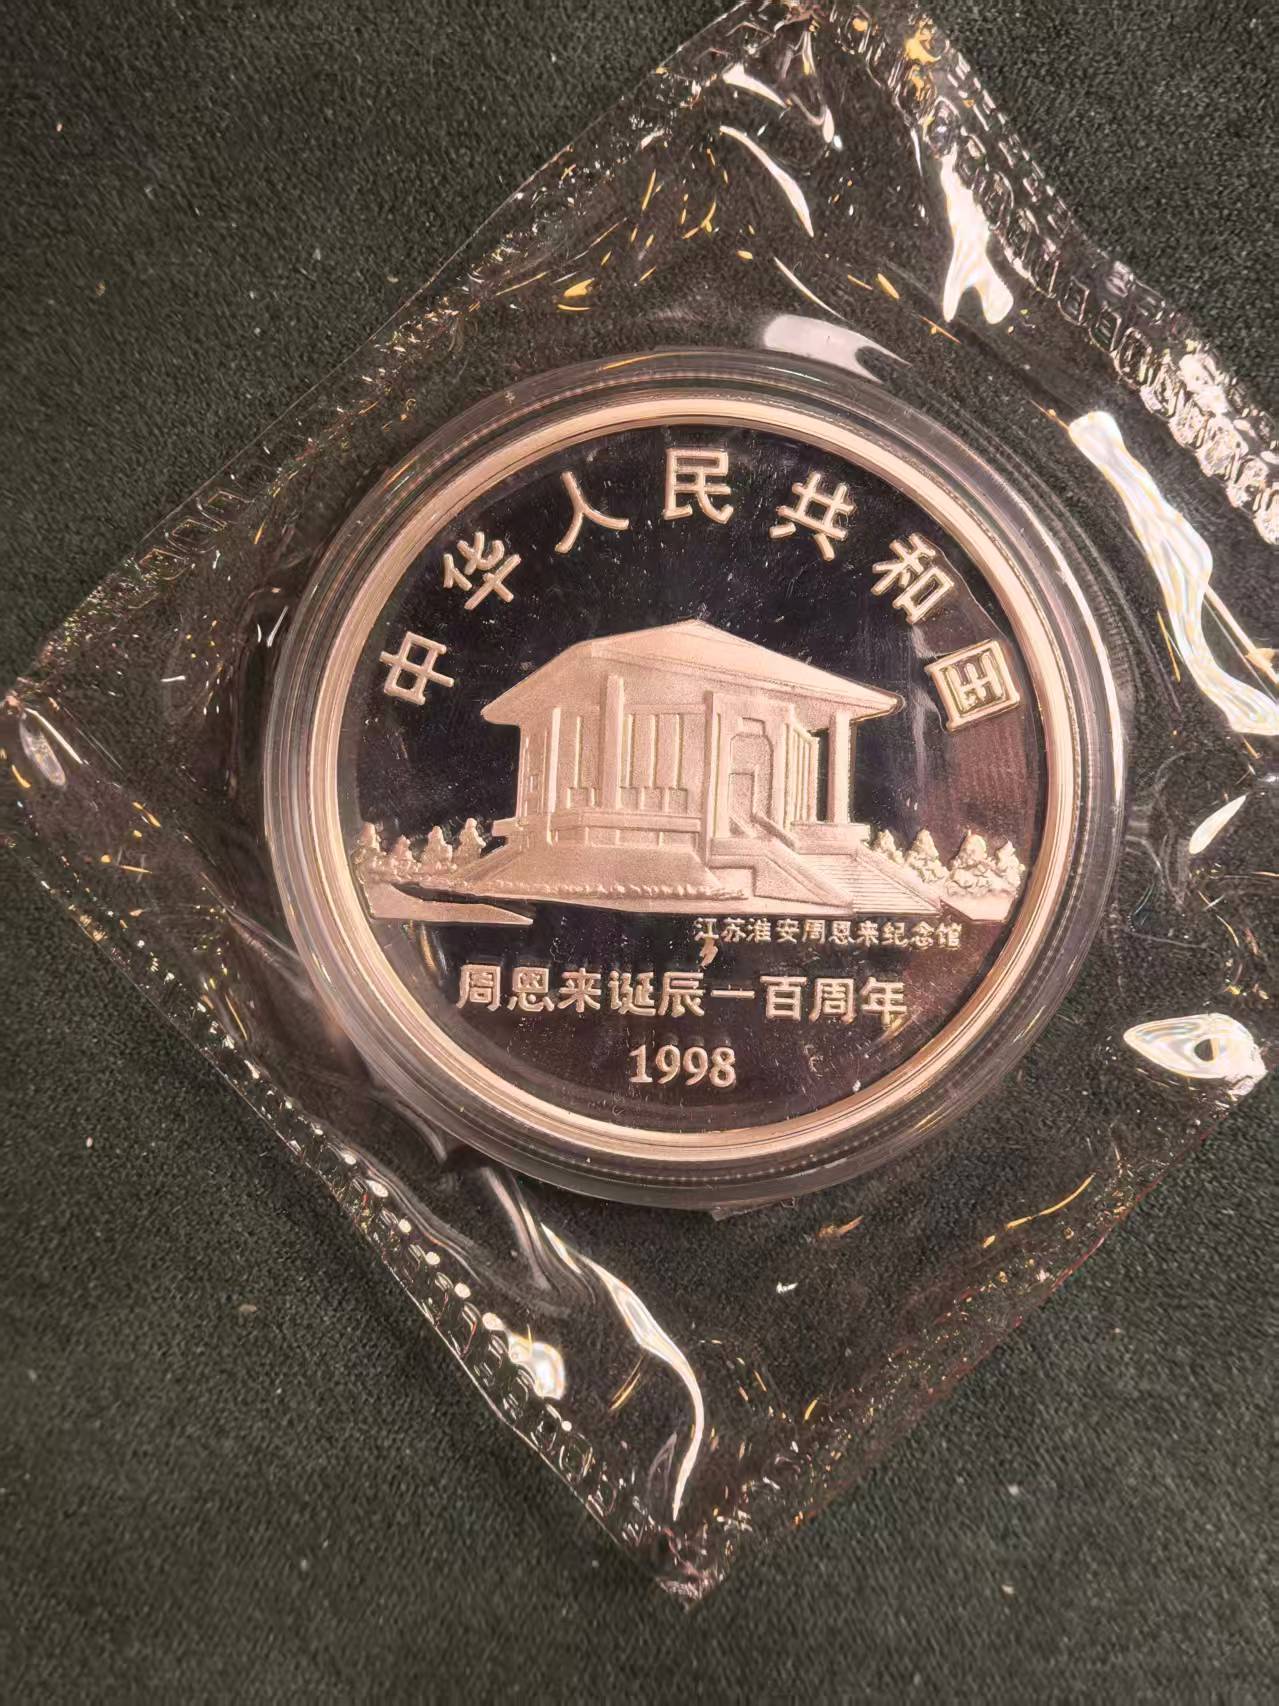 中华人民共和国
江苏淮安周恩来纪念馆
周恩来诞辰一百周年
1998